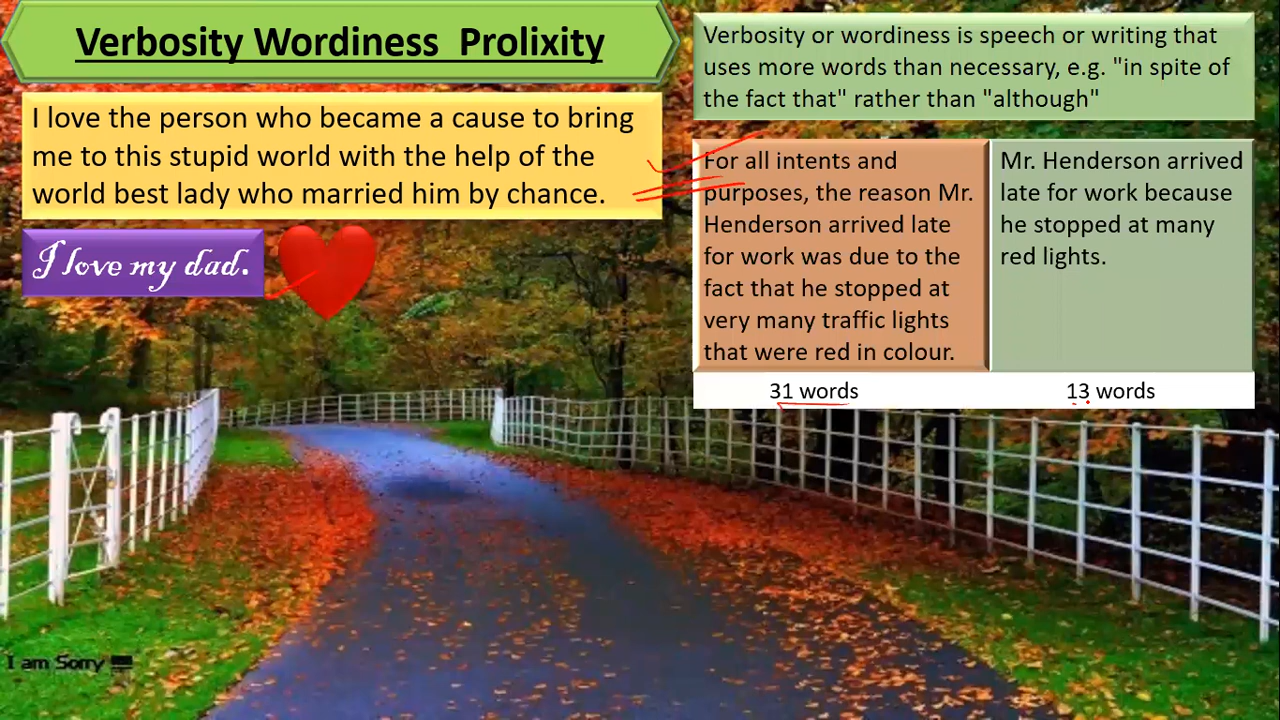 Verbosity Wordiness Prolixity
I love the person who became a cause to bring
me to this stupid world with the help of the
world best lady who married him by chance.
I love my dad.
Verbosity or wordiness is speech or writing that
uses more words than necessary, e.g. "in spite of
the fact that" rather than "although"
For all intents and
purposes, the reason Mr.
Henderson arrived late
for work was due to the
fact that he stopped at
very many traffic lights
that were red in colour.
31 words
Mr. Henderson arrived
late for work because
he stopped at many
red lights.
13 words
I am Sorry